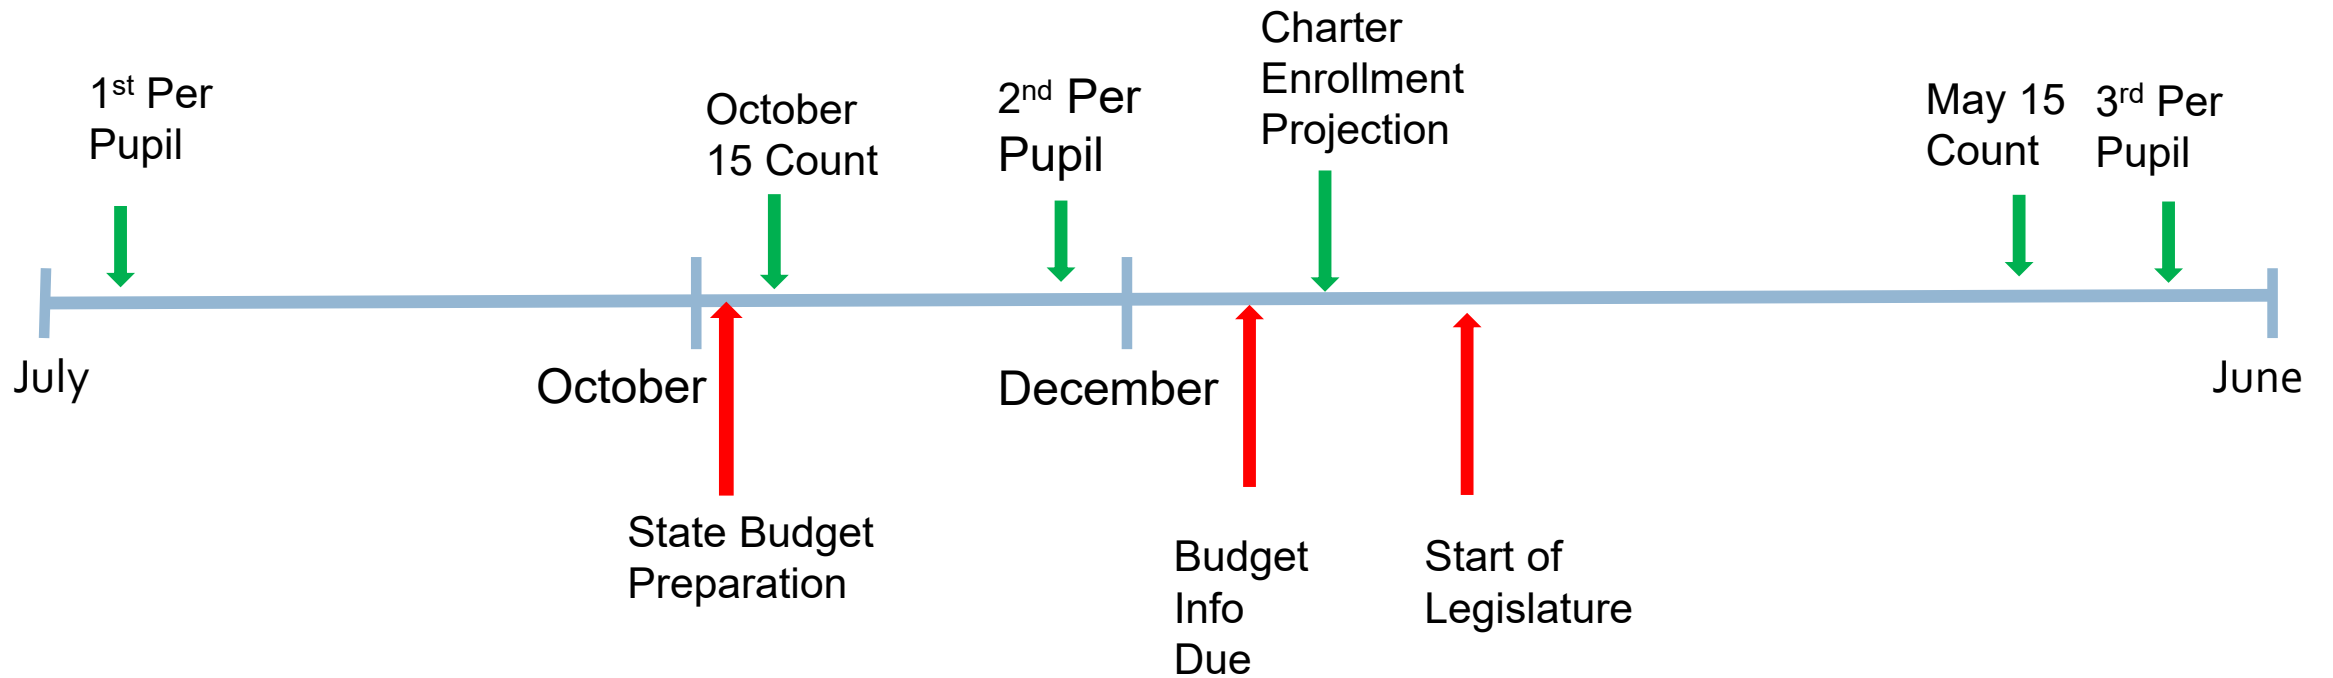 1st Per
Pupil
October
15 Count
2nd Per
Pupil
Charter
Enrollment
Projection
May 15
Count
3rd Per
Pupil
July
October
December
June
State Budget
Preparation
Budget
Info
Due
Start of
Legislature